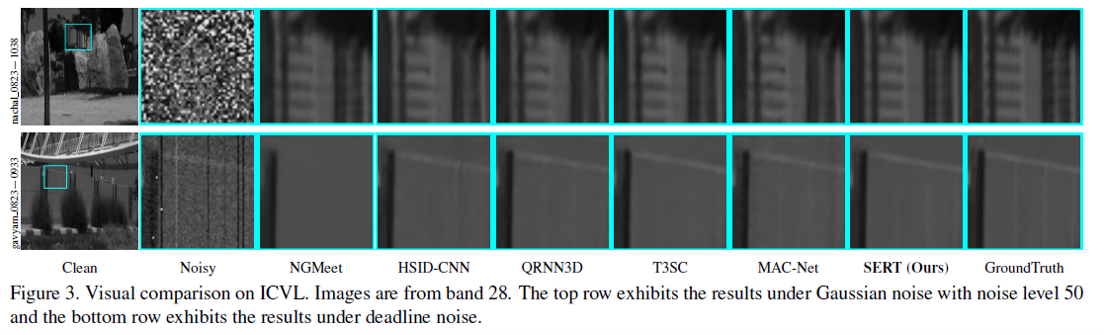 nachal_0823—1038
gavyam_0823—0933
Clean Noisy NGMeet HSID-CNN QRNN3D T3SC MAC-Net SERT (Ours) GroundTruth
Figure 3. Visual comparison on ICVL. Images are from band 28. The top row exhibits the results under Gaussian noise with noise level 50
and the bottom row exhibits the results under deadline noise.